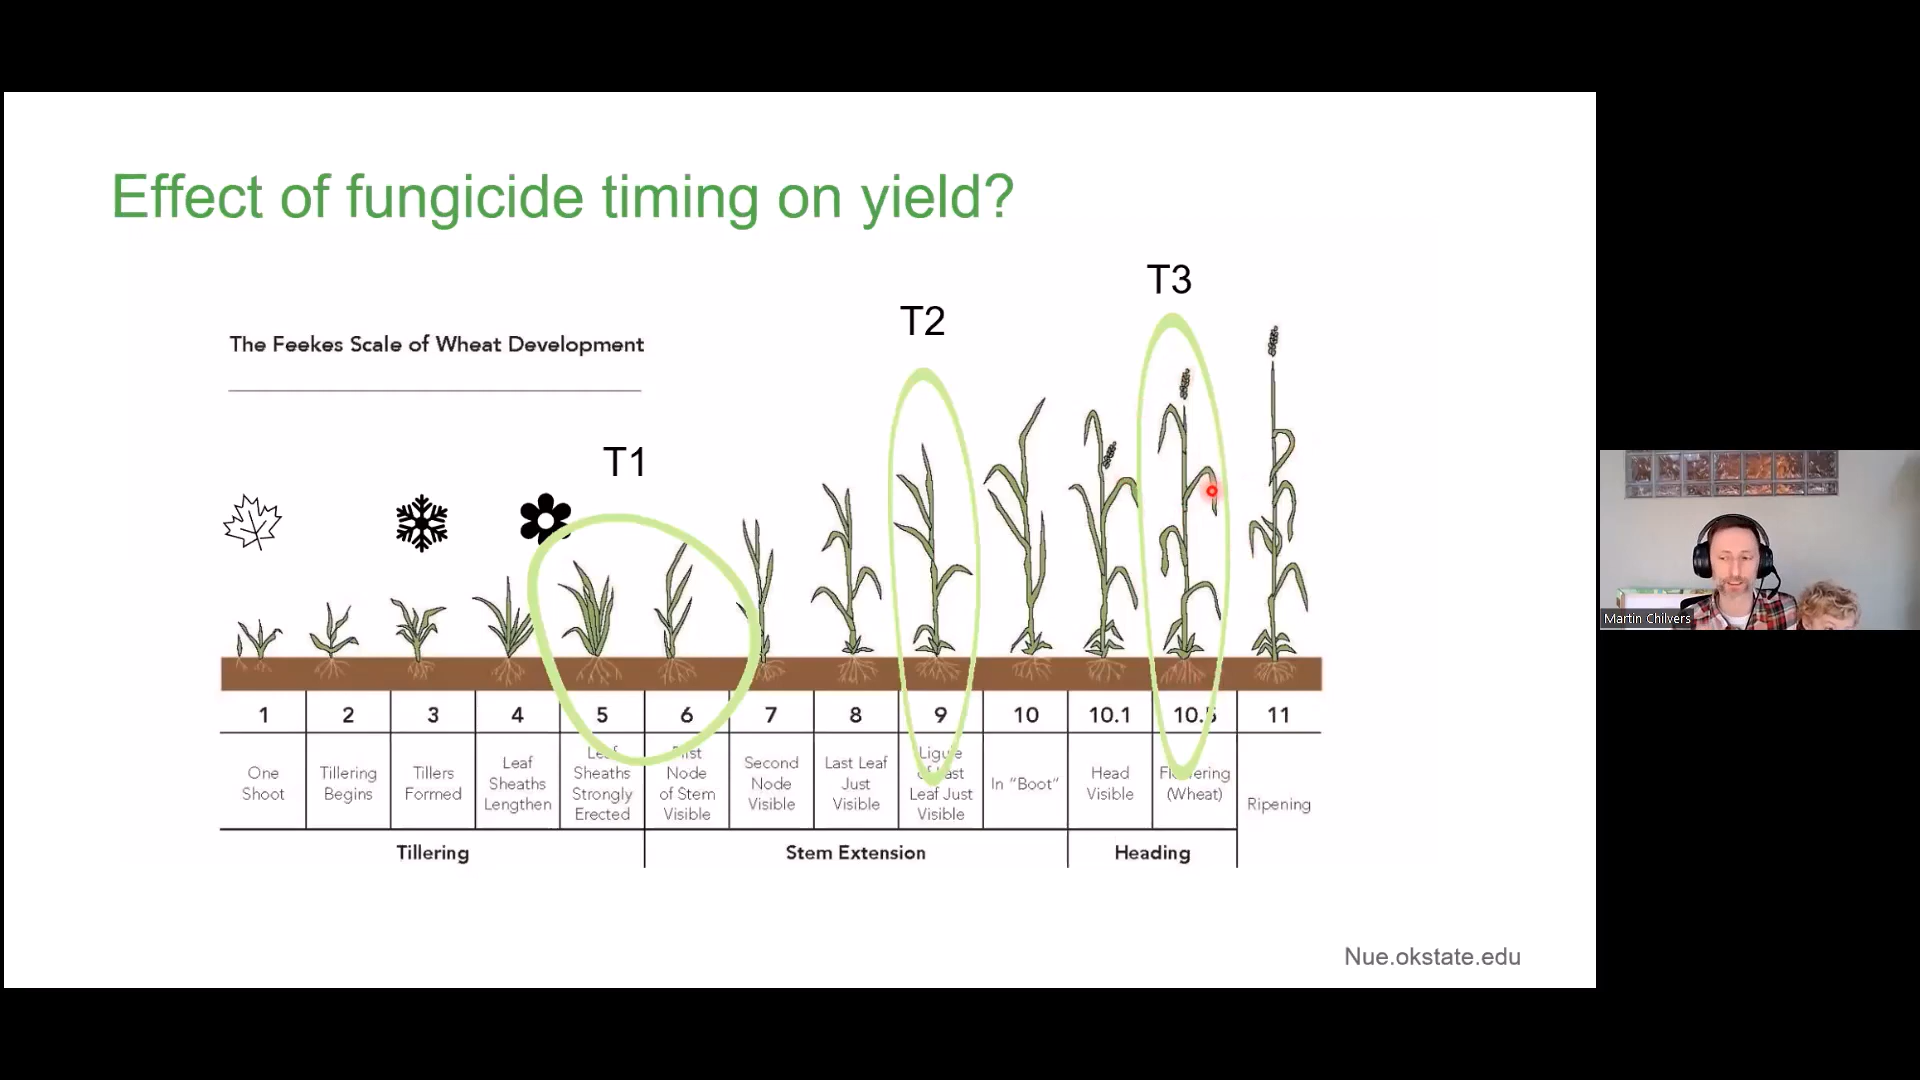 Effect of fungicide timing on yield?
T3
T2
The Feekes Scale of Wheat Development
T1
1 2 3 4 5 6 7 8 9 10 10.1 10.5 11
One Shoot
Tillering Begins
Tillers Formed
Leaf Sheaths Lengthen
Leaf Sheaths Strongly Erected
First Node of Stem Visible
Second Node Visible
Last Leaf Just Visible
Ligule of Last Leaf Just Visible
In "Boot"
Head Visible
Flowering (Wheat)
Ripening
Tillering Stem Extension Heading
Nue.okstate.edu
Martin Chilvers